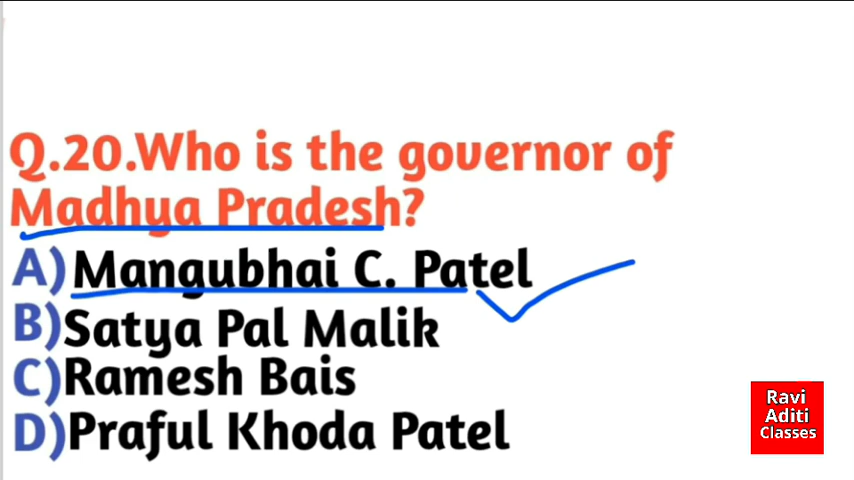 Q.20.Who is the governor of
Madhya Pradesh?
A)Mangubhai C. Patel
B)Satya Pal Malik
C)Ramesh Bais
D)Praful Khoda Patel
Ravi
Aditi
Classes